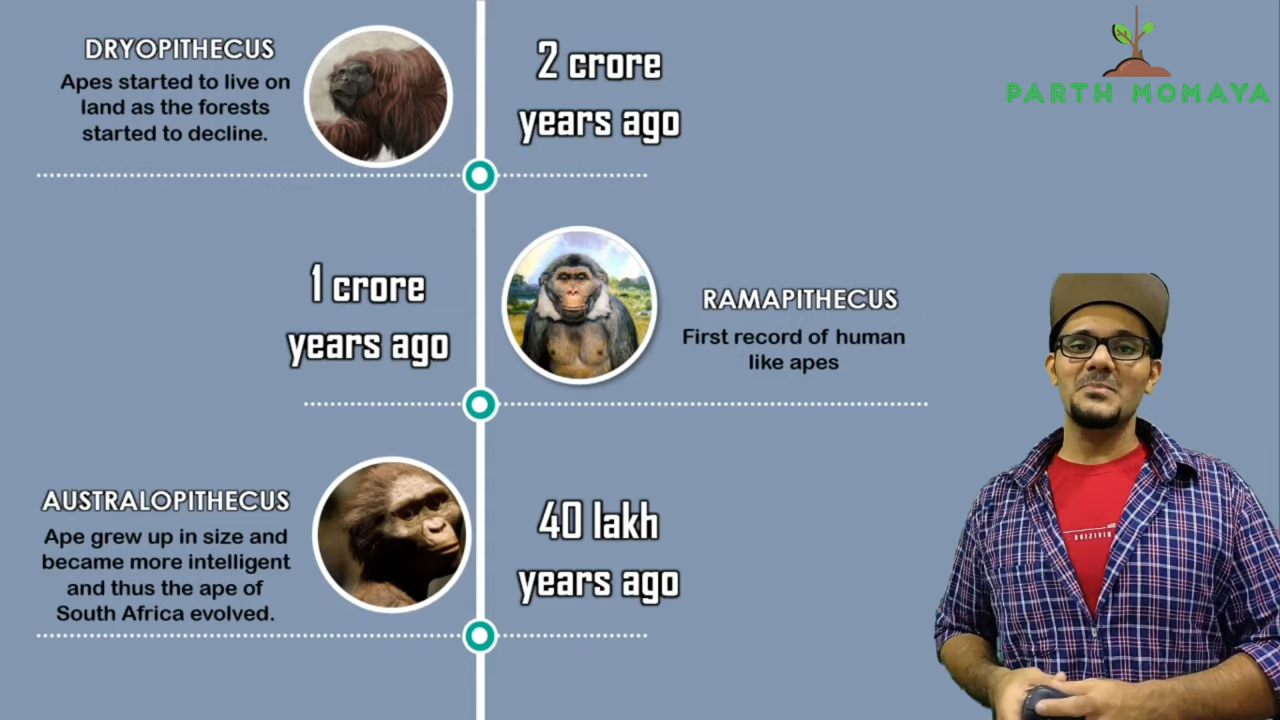 DRYOPITHECUS
Apes started to live on
land as the forests
started to decline.
2 crore
years ago
PARTH MOMAYA
1 crore
years ago
RAMAPITHECUS
First record of human
like apes
AUSTRALOPITHECUS
Ape grew up in size and
became more intelligent
and thus the ape of
South Africa evolved.
40 lakh
years ago